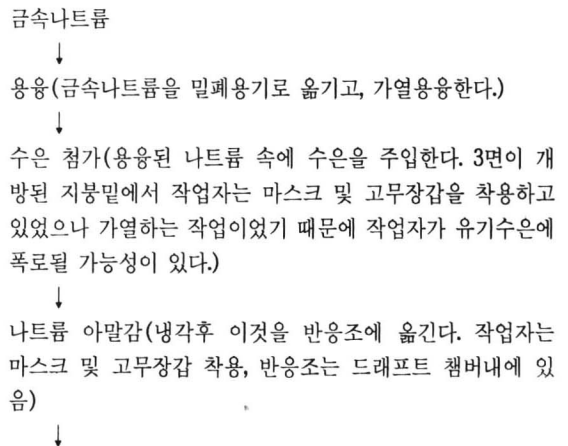 금속나트륨
↓
용융(금속나트륨을 밀폐용기로 옮기고, 가열용융한다.)
↓
수은 첨가(용융된 나트륨 속에 수은을 주입한다. 3면이 개
방된 지붕밑에서 작업자는 마스크 및 고무장갑을 착용하고
있었으나 가열하는 작업이었기 때문에 작업자가 유기수은에
폭로될 가능성이 있다.)
↓
나트륨 아말감(냉각후 이것을 반응조에 옮긴다. 작업자는
마스크 및 고무장갑 착용, 반응조는 드래프트 챔버내에 있
음)
↓